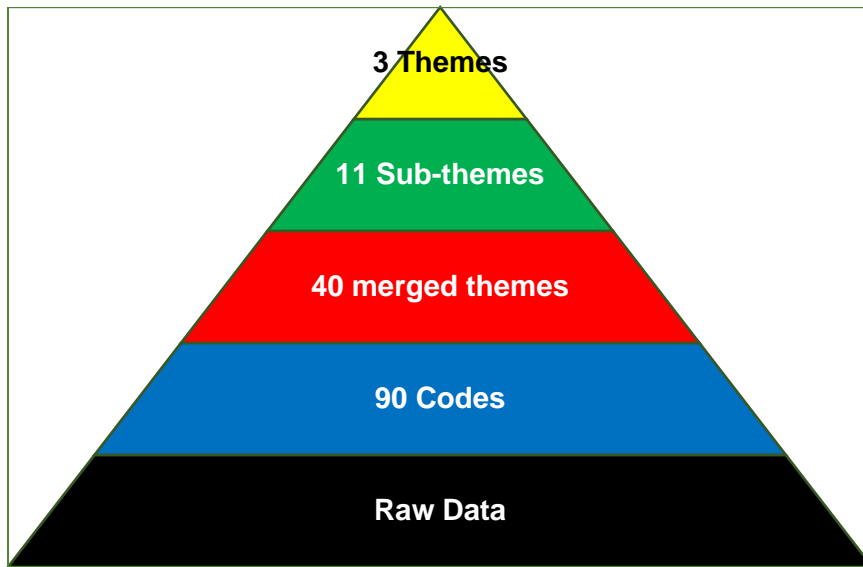 3 Themes
11 Sub-themes
40 merged themes
90 Codes
Raw Data